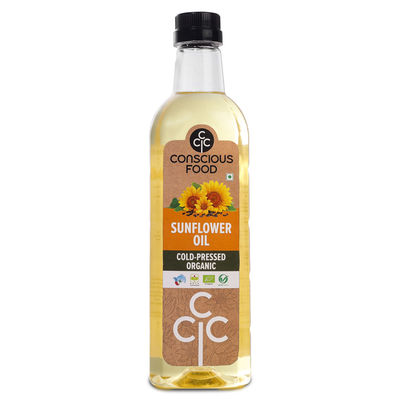 C
C C
CONSCIOUS
FOOD
SUNFLOWER
OIL
COLD-PRESSED
ORGANIC
C
C C